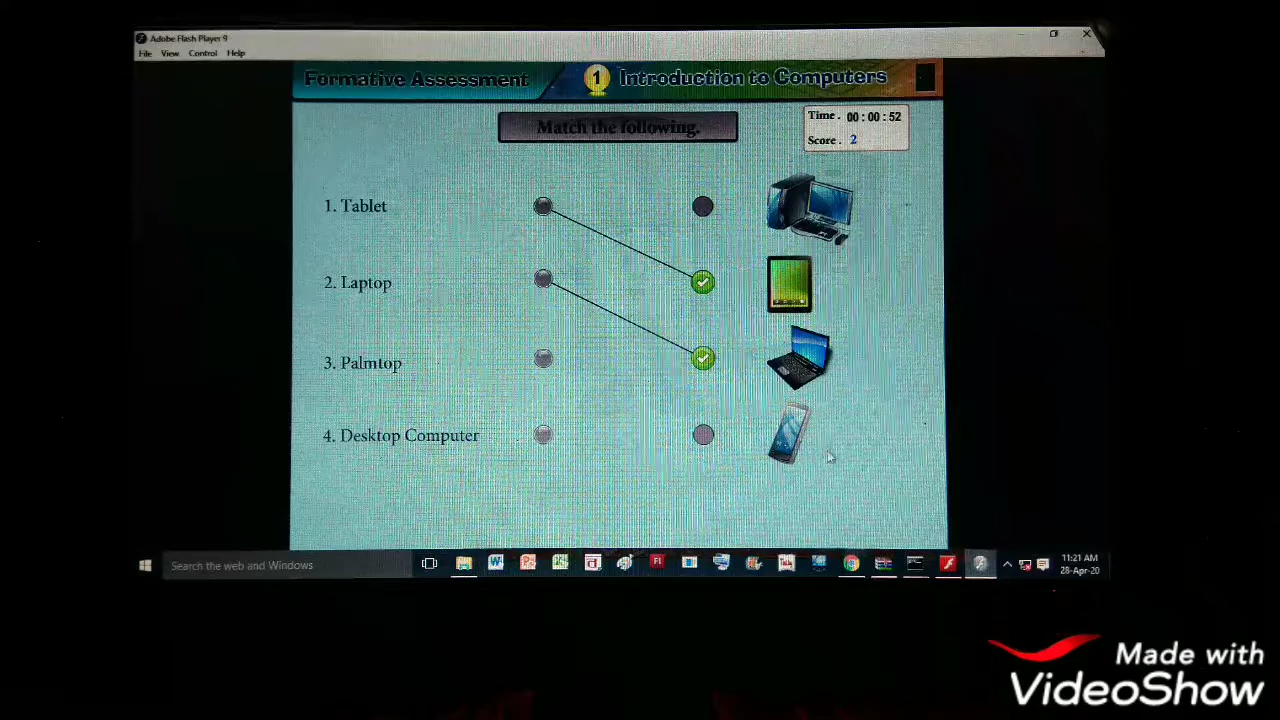 Adobe Flash Player 9
File View Control Help
Formative Assessment 1 Introduction to Computers
Match the following.
Time . 00 : 00 : 52
Score . 2
1. Tablet
2. Laptop
3. Palmtop
4. Desktop Computer
Search the web and Windows
11:21 AM
28-Apr-20
Made with
VideoShow